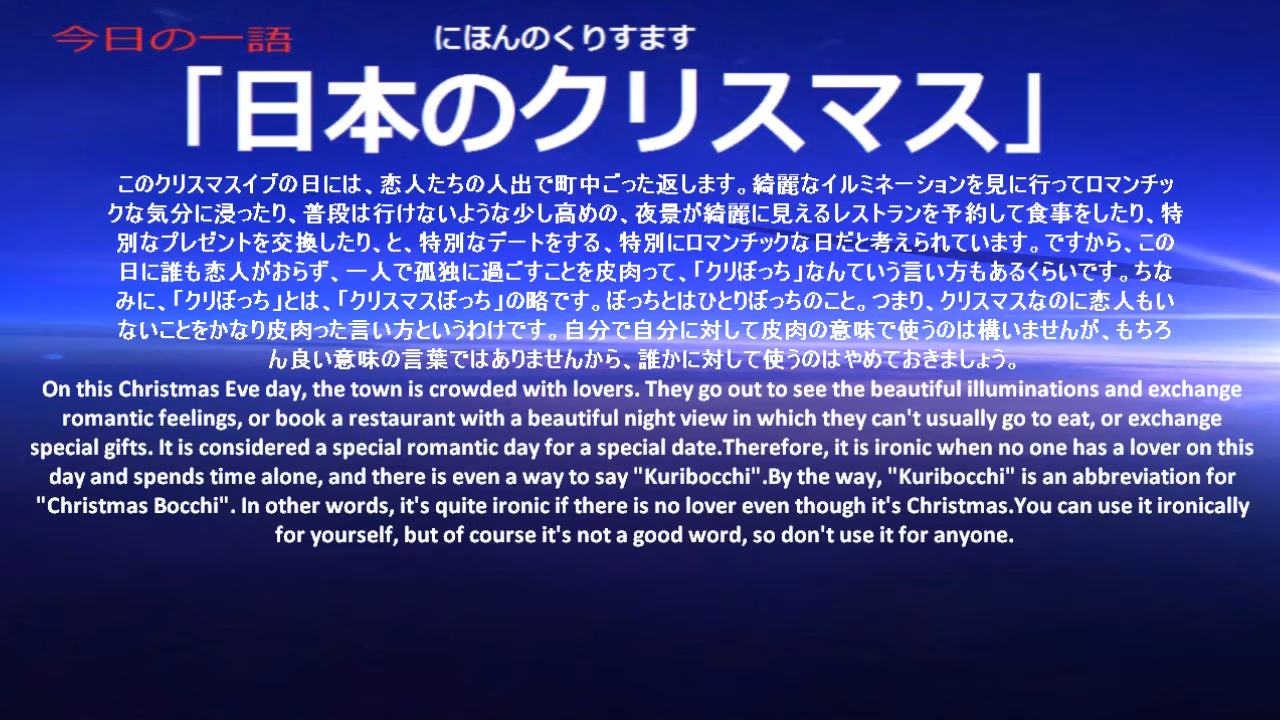 今日の一語
にほんのくりすます
「日本のクリスマス」
このクリスマスイブの日には、恋人たちの人出で町中ごった返します。綺麗なイルミネーションを見に行ってロマンチッ
クな気分に浸ったり、普段は行けないような少し高めの、夜景が綺麗に見えるレストランを予約して食事をしたり、特
別なプレゼントを交換したり、と、特別なデートをする、特別にロマンチックな日だと考えられています。ですから、この
日に誰も恋人がおらず、一人で孤独に過ごすことを皮肉って、「クリぼっち」なんていう言い方もあるくらいです。ちな
みに、「クリぼっち」とは、「クリスマスぼっち」の略です。ぼっちとはひとりぼっちのこと。つまり、クリスマスなのに恋人もい
ないことをかなり皮肉った言い方というわけです。自分で自分に対して皮肉の意味で使うのは構いませんが、もちろ
ん良い意味の言葉ではありませんから、誰かに対して使うのはやめておきましょう。
On this Christmas Eve day, the town is crowded with lovers. They go out to see the beautiful illuminations and exchange
romantic feelings, or book a restaurant with a beautiful night view in which they can't usually go to eat, or exchange
special gifts. It is considered a special romantic day for a special date.Therefore, it is ironic when no one has a lover on this
day and spends time alone, and there is even a way to say "Kuribocchi".By the way, "Kuribocchi" is an abbreviation for
"Christmas Bocchi". In other words, it's quite ironic if there is no lover even though it's Christmas.You can use it ironically
for yourself, but of course it's not a good word, so don't use it for anyone.